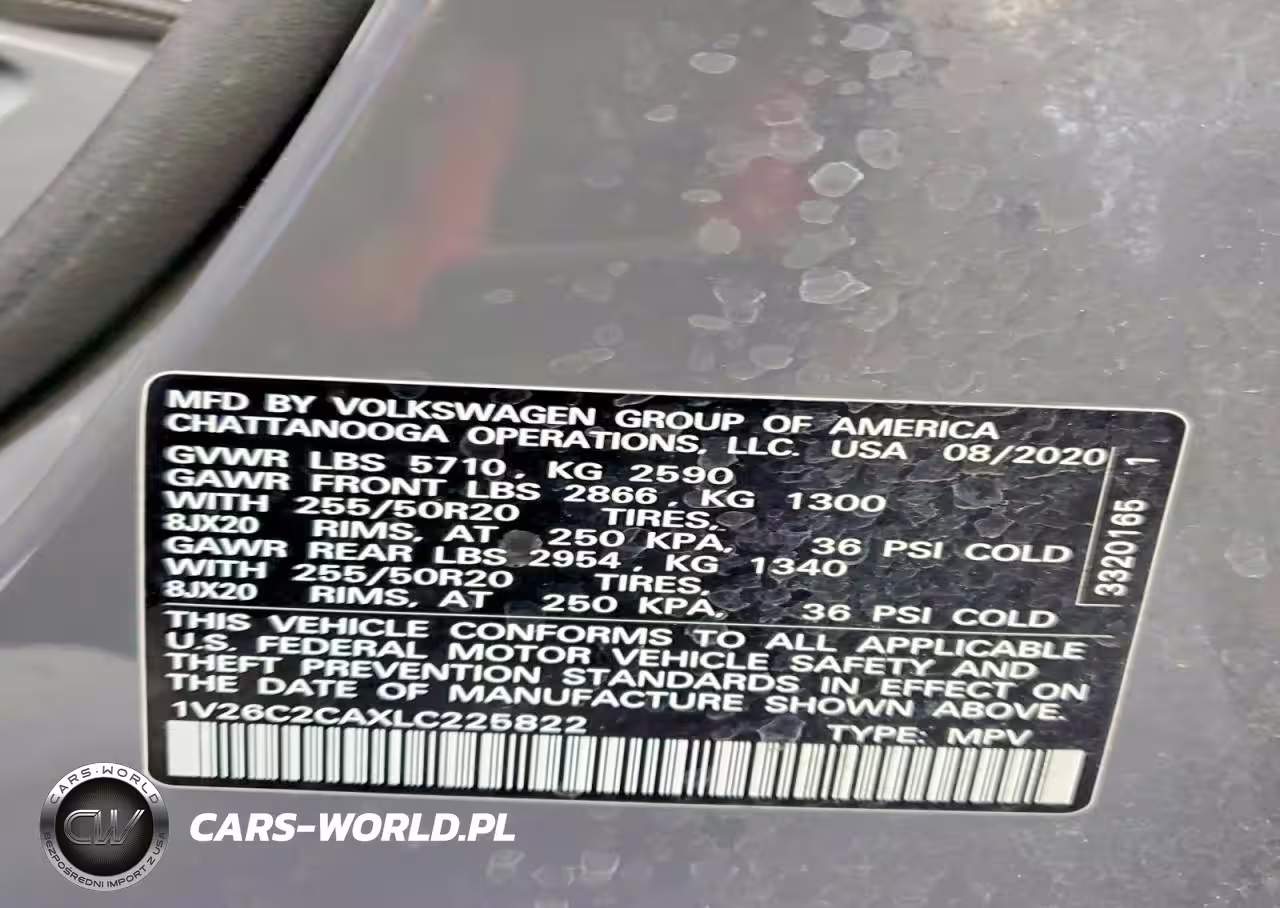 MFD BY VOLKSWAGEN GROUP OF AMERICA
CHATTANOOGA OPERATIONS, LLC. USA 08/2020
GVWR LBS 5710, KG 2590
GAWR FRONT LBS 2866, KG 1300
WITH 255/50R20 TIRES,
8JX20 RIMS, AT 250 KPA, 36 PSI COLD
GAWR REAR LBS 2954, KG 1340
WITH 255/50R20 TIRES,
8JX20 RIMS, AT 250 KPA, 36 PSI COLD
3320165 1
THIS VEHICLE CONFORMS TO ALL APPLICABLE
U.S. FEDERAL MOTOR VEHICLE SAFETY AND
THEFT PREVENTION STANDARDS IN EFFECT ON
THE DATE OF MANUFACTURE SHOWN ABOVE.
1V26C2CAXLC225822 TYPE: MPV
CARS-WORLD
CW
BEZPOŚREDNI IMPORT Z USA
CARS-WORLD.PL